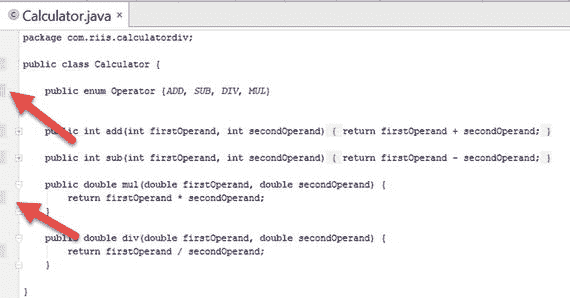 Calculator.java ×
package com.riis.calculatordiv;
public class Calculator {
public enum Operator {ADD, SUB, DIV, MUL}
public int add(int firstOperand, int secondOperand) { return firstOperand + secondOperand; }
public int sub(int firstOperand, int secondOperand) { return firstOperand - secondOperand; }
public double mul(double firstOperand, double secondOperand) {
return firstOperand * secondOperand;
}
public double div(double firstOperand, double secondOperand) {
return firstOperand / secondOperand;
}
}